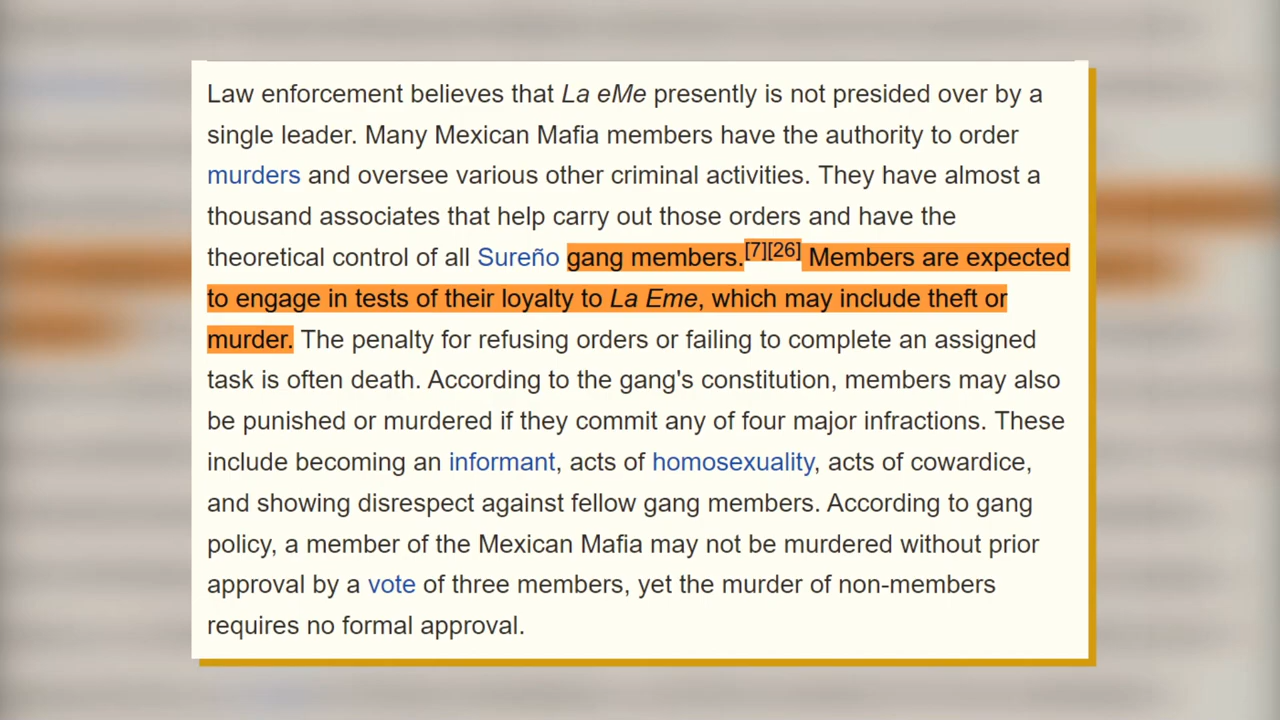 Law enforcement believes that La eMe presently is not presided over by a
single leader. Many Mexican Mafia members have the authority to order
murders and oversee various other criminal activities. They have almost a
thousand associates that help carry out those orders and have the
theoretical control of all Sureño gang members.[7][26] Members are expected
to engage in tests of their loyalty to La Eme, which may include theft or
murder. The penalty for refusing orders or failing to complete an assigned
task is often death. According to the gang's constitution, members may also
be punished or murdered if they commit any of four major infractions. These
include becoming an informant, acts of homosexuality, acts of cowardice,
and showing disrespect against fellow gang members. According to gang
policy, a member of the Mexican Mafia may not be murdered without prior
approval by a vote of three members, yet the murder of non-members
requires no formal approval.